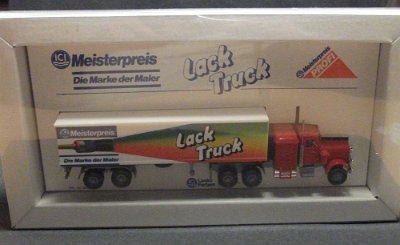 ICI Meisterpreis
Die Marke der Maler
Lack
Truck
Meisterpreis
PROFI
Meisterpreis
Die Marke der Maler
Lack
Truck